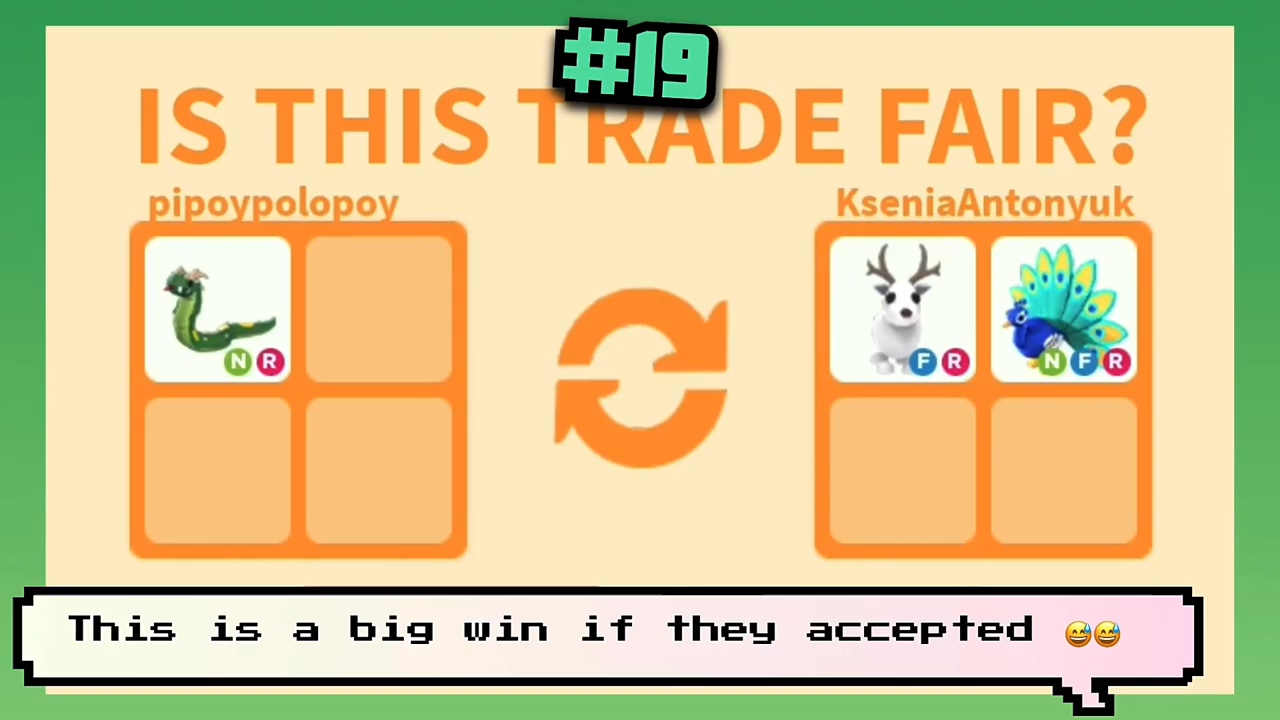 #19
IS THIS TRADE FAIR?
pipoypolopoy
KseniaAntonyuk
N R
F R
N F R
This is a big win if they accepted 😅😅